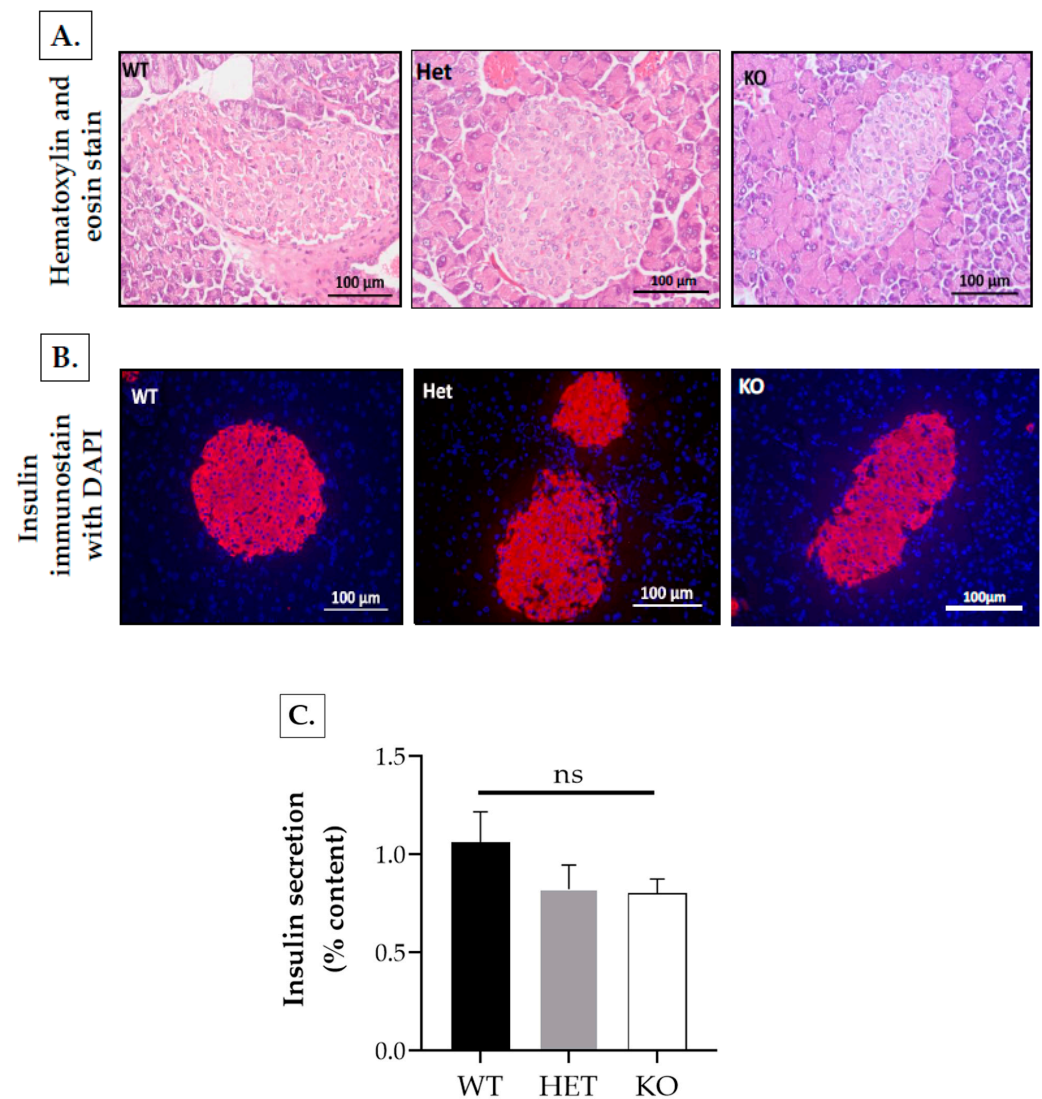 A.
Hematoxylin and
eosin stain
WT
100 µm
Het
100 µm
KO
100 µm
B.
Insulin
immunostain
with DAPI
WT
100 µm
Het
100 µm
KO
100µm
C.
Insulin secretion
(% content)
1.5
1.0
0.5
0.0
ns
WT HET KO